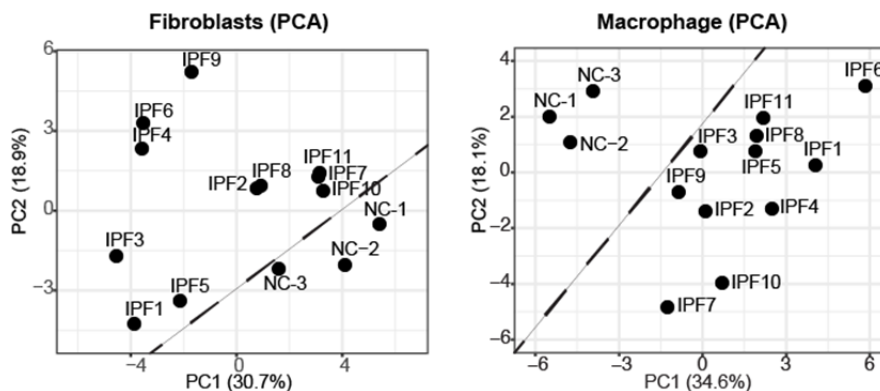 Fibroblasts (PCA)
6
3
0
−3
PC2 (18.9%)
IPF9
IPF6
IPF4
IPF2
IPF8
IPF11
IPF7
IPF10
NC-1
NC−2
NC-3
IPF3
IPF5
IPF1
−4
0
4
PC1 (30.7%)
Macrophage (PCA)
4
2
0
−2
−4
−6
PC2 (18.1%)
NC-3
NC-1
NC−2
IPF6
IPF11
IPF3
IPF8
IPF1
IPF5
IPF9
IPF2
IPF4
IPF10
IPF7
−6
−3
0
3
6
PC1 (34.6%)